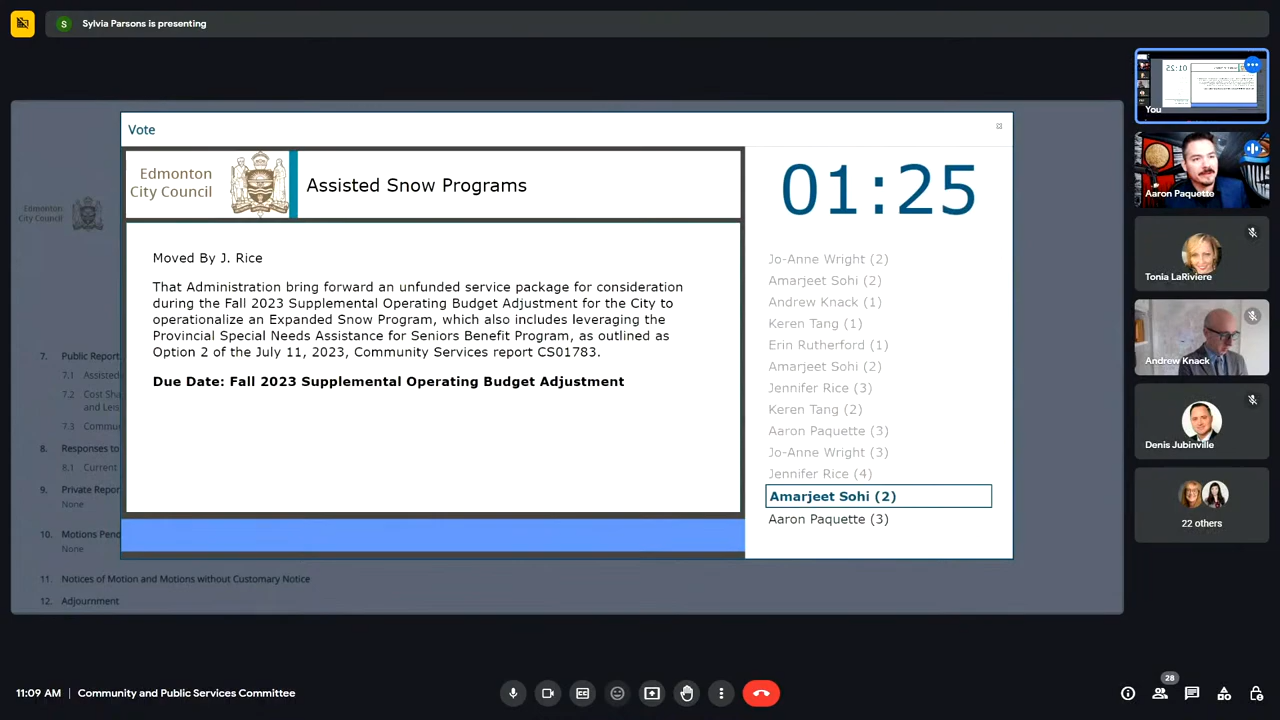 S Sylvia Parsons is presenting
Vote
Edmonton
City Council
Assisted Snow Programs
Moved By J. Rice
That Administration bring forward an unfunded service package for consideration
during the Fall 2023 Supplemental Operating Budget Adjustment for the City to
operationalize an Expanded Snow Program, which also includes leveraging the
Provincial Special Needs Assistance for Seniors Benefit Program, as outlined as
Option 2 of the July 11, 2023, Community Services report CS01783.
Due Date: Fall 2023 Supplemental Operating Budget Adjustment
01:25
Jo-Anne Wright (2)
Amarjeet Sohi (2)
Andrew Knack (1)
Keren Tang (1)
Erin Rutherford (1)
Amarjeet Sohi (2)
Jennifer Rice (3)
Keren Tang (2)
Aaron Paquette (3)
Jo-Anne Wright (3)
Jennifer Rice (4)
Amarjeet Sohi (2)
Aaron Paquette (3)
Edmonton
City Council
7. Public Report
7.1 Assisted
7.2 Cost Sha
and Leis
7.3 Commu
8. Responses to
8.1 Current
9. Private Repor
None
10. Motions Pend
None
11. Notices of Motion and Motions without Customary Notice
12. Adjournment
01:22
You
Aaron Paquette
Tonia LaRiviere
Andrew Knack
Denis Jubinville
22 others
11:09 AM | Community and Public Services Committee
28